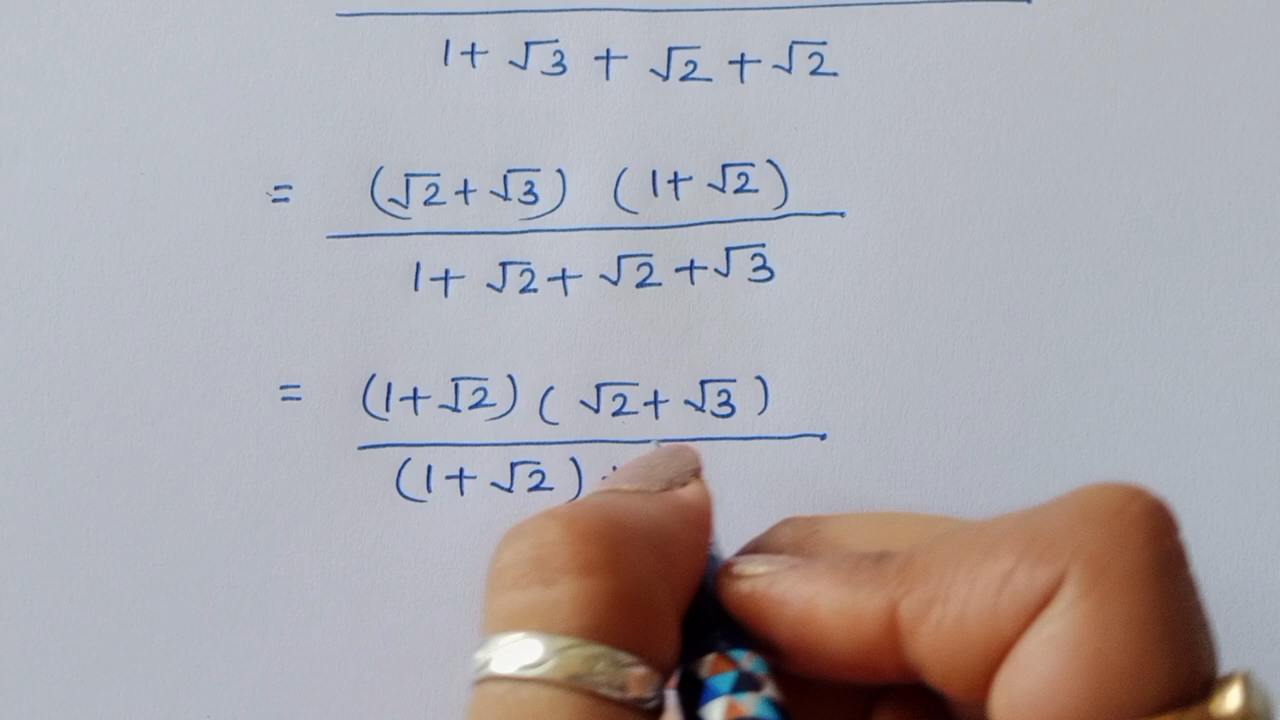 1 + √3 + √2 + √2
= (√2 + √3) (1 + √2)
1 + √2 + √2 + √3
= (1 + √2) ( √2 + √3 )
(1 + √2)